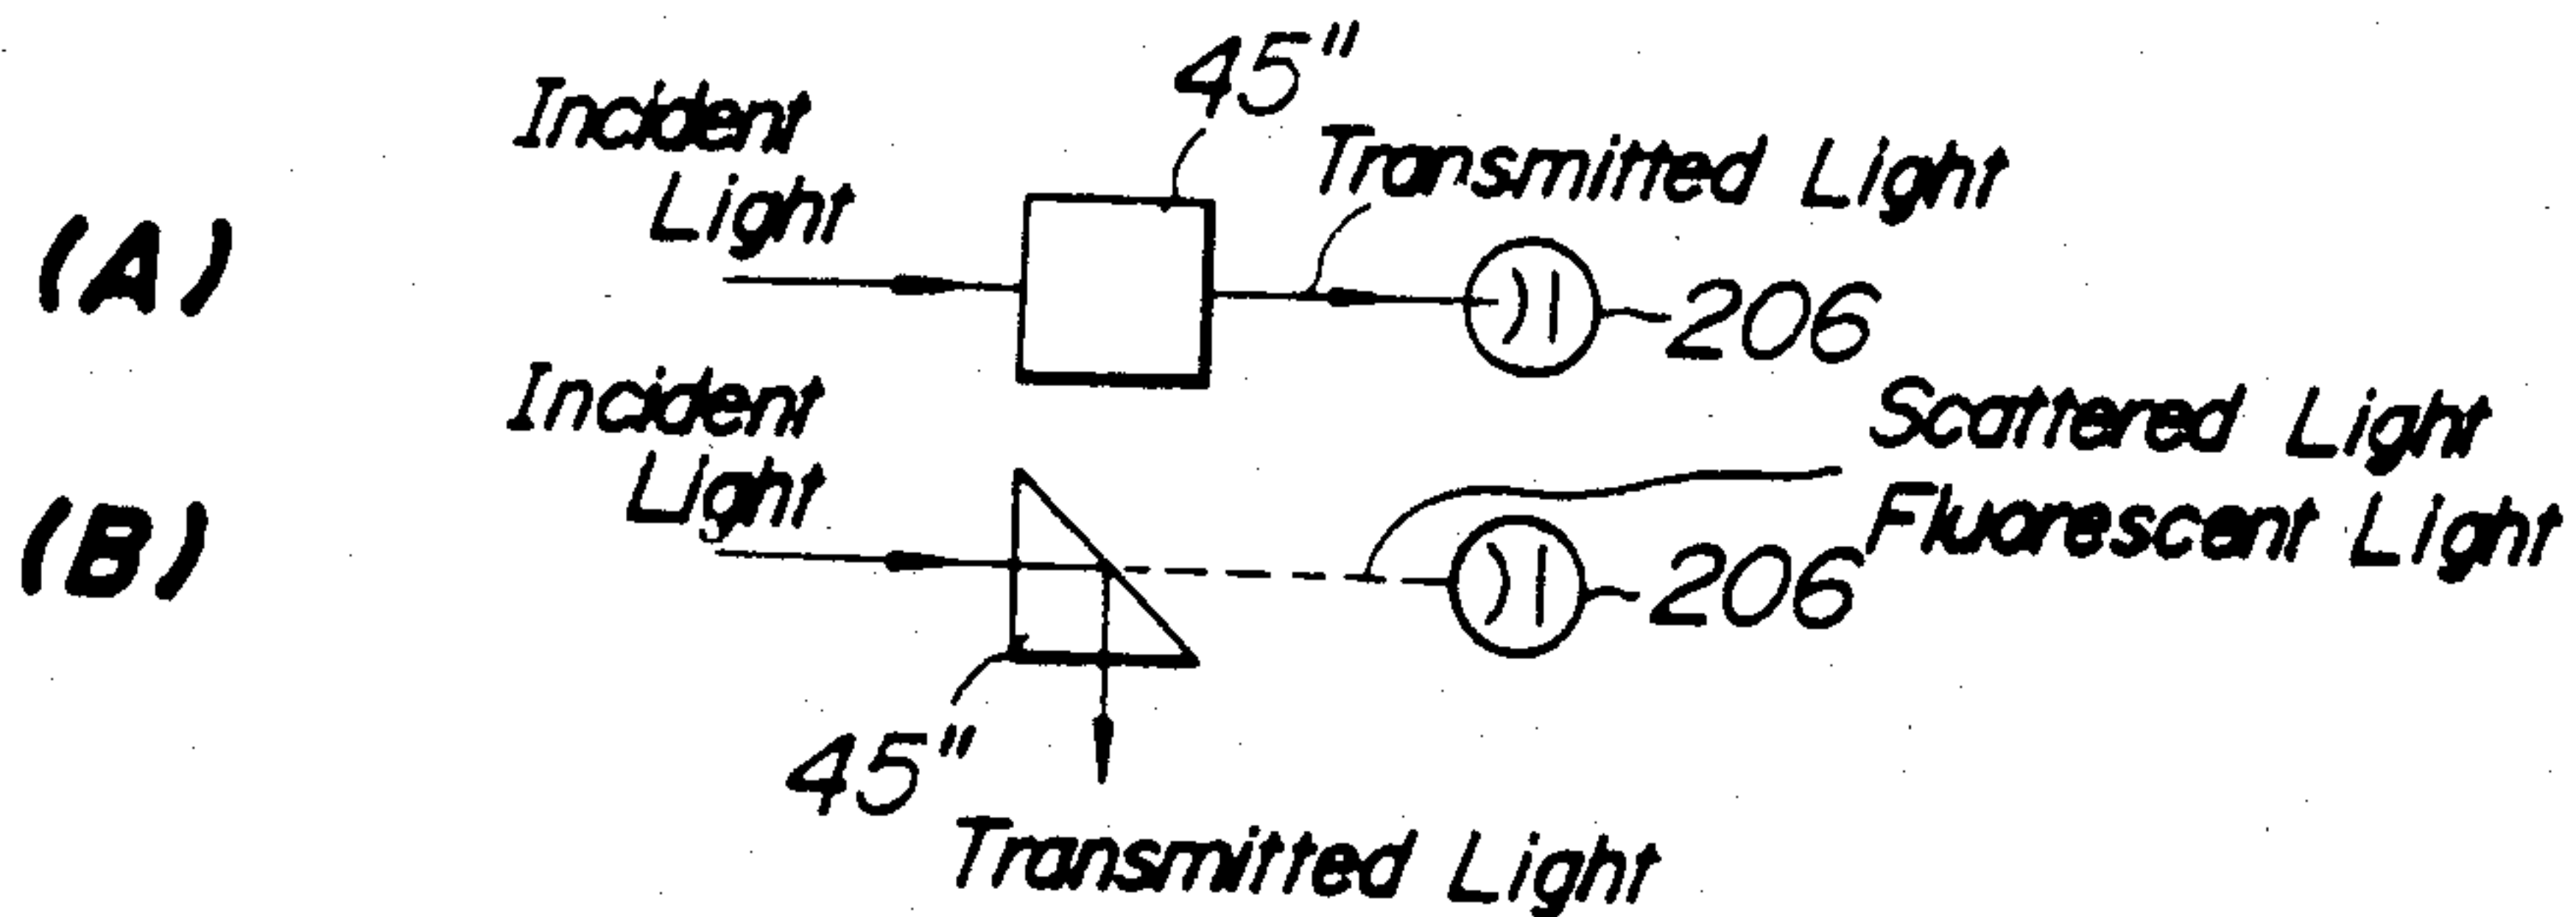 (A)
Incident
Light
45"
Transmitted Light
206
(B)
Incident
Light
Scattered Light
Fluorescent Light
206
45"
Transmitted Light